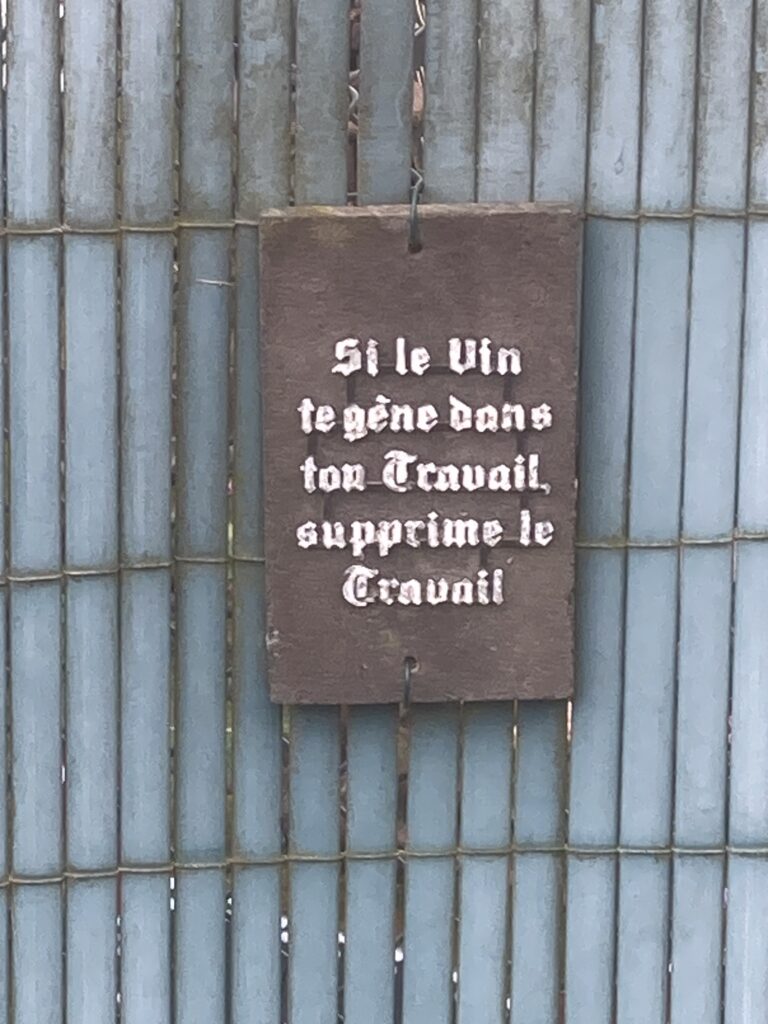 Si le Vin
te gêne dans
ton Travail,
supprime le
Travail